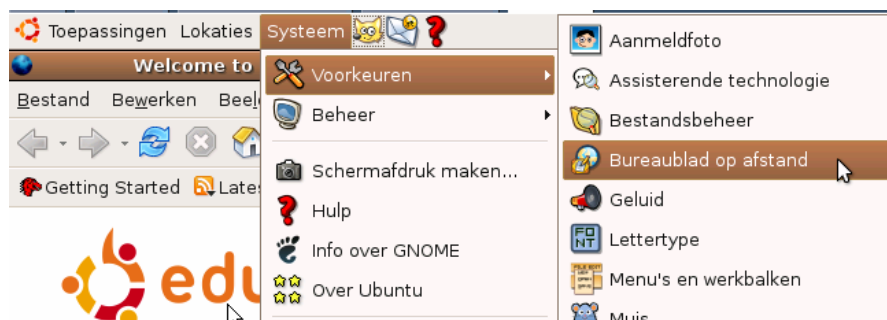 Toepassingen Lokaties Systeem
Welcome to
Bestand Bewerken
Getting Started
edu
Voorkeuren
Beheer
Schermafdruk maken...
Hulp
Info over GNOME
Over Ubuntu
Aanmeldfoto
Assisterende technologie
Bestandsbeheer
Bureaublad op afstand
Geluid
FONT Lettertype
Menu's en werkbalken
Muis